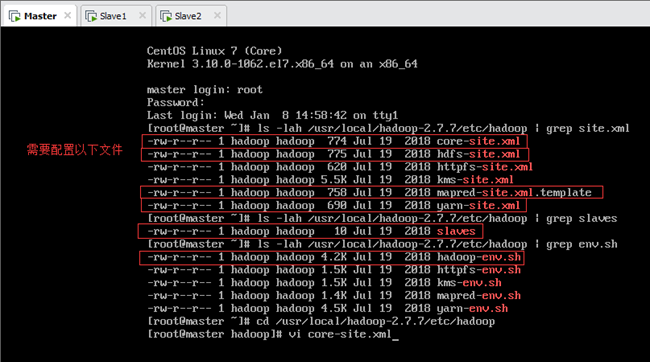 Master × Slave1 × Slave2 ×
CentOS Linux 7 (Core)
Kernel 3.10.0-1062.el7.x86_64 on an x86_64
master login: root
Password:
Last login: Wed Jan  8 14:58:42 on tty1
[root@master ~]# ls -lah /usr/local/hadoop-2.7.7/etc/hadoop | grep site.xml
需要配置以下文件
-rw-r--r-- 1 hadoop hadoop  774 Jul 19  2018 core-site.xml
-rw-r--r-- 1 hadoop hadoop  775 Jul 19  2018 hdfs-site.xml
-rw-r--r-- 1 hadoop hadoop  620 Jul 19  2018 httpfs-site.xml
-rw-r--r-- 1 hadoop hadoop 5.5K Jul 19  2018 kms-site.xml
-rw-r--r-- 1 hadoop hadoop  758 Jul 19  2018 mapred-site.xml.template
-rw-r--r-- 1 hadoop hadoop  690 Jul 19  2018 yarn-site.xml
[root@master ~]# ls -lah /usr/local/hadoop-2.7.7/etc/hadoop | grep slaves
-rw-r--r-- 1 hadoop hadoop   10 Jul 19  2018 slaves
[root@master ~]# ls -lah /usr/local/hadoop-2.7.7/etc/hadoop | grep env.sh
-rw-r--r-- 1 hadoop hadoop 4.2K Jul 19  2018 hadoop-env.sh
-rw-r--r-- 1 hadoop hadoop 1.5K Jul 19  2018 httpfs-env.sh
-rw-r--r-- 1 hadoop hadoop 1.5K Jul 19  2018 kms-env.sh
-rw-r--r-- 1 hadoop hadoop 1.4K Jul 19  2018 mapred-env.sh
-rw-r--r-- 1 hadoop hadoop 4.5K Jul 19  2018 yarn-env.sh
[root@master ~]# cd /usr/local/hadoop-2.7.7/etc/hadoop
[root@master hadoop]# vi core-site.xml_